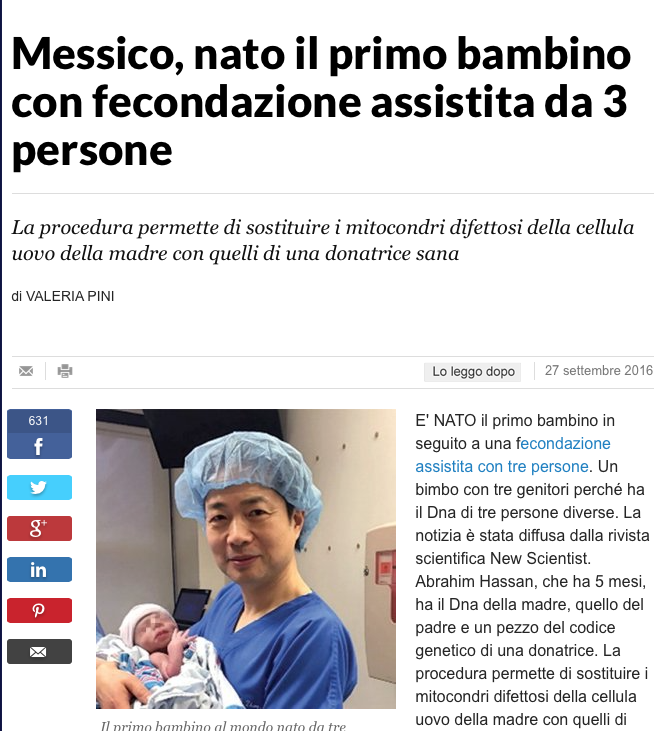 Messico, nato il primo bambino
con fecondazione assistita da 3
persone
La procedura permette di sostituire i mitocondri difettosi della cellula
uovo della madre con quelli di una donatrice sana
di VALERIA PINI
Lo leggo dopo
27 settembre 2016
631
f
g+
in
E' NATO il primo bambino in
seguito a una fecondazione
assistita con tre persone. Un
bimbo con tre genitori perché ha
il Dna di tre persone diverse. La
notizia è stata diffusa dalla rivista
scientifica New Scientist.
Abrahim Hassan, che ha 5 mesi,
ha il Dna della madre, quello del
padre e un pezzo del codice
genetico di una donatrice. La
procedura permette di sostituire i
mitocondri difettosi della cellula
uovo della madre con quelli di
Il primo bambino al mondo nato da tre